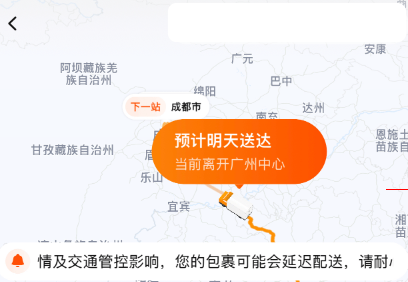 安康
广元
阿坝藏族羌
族自治州
巴中
绵阳
下一站 成都市
达州
南充
预计明天送达
当前离开广州中心
恩施土
苗族自
甘孜藏族自治州
眉
乐山
宜宾
湘西
苗
情及交通管控影响，您的包裹可能会延迟配送，请耐